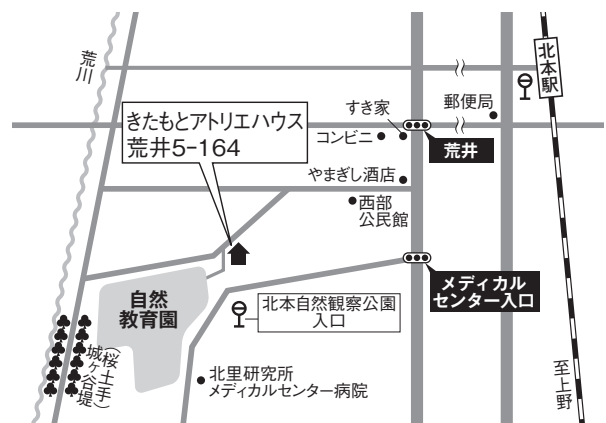 荒川
北本駅
郵便局
すき家
コンビニ
荒井
きたもとアトリエハウス
荒井5-164
やまぎし酒店
西部
公民館
メディカル
センター入口
自然
教育園
北本自然観察公園
入口
北里研究所
メディカルセンター病院
城ヶ谷堤
(桜土手)
至上野